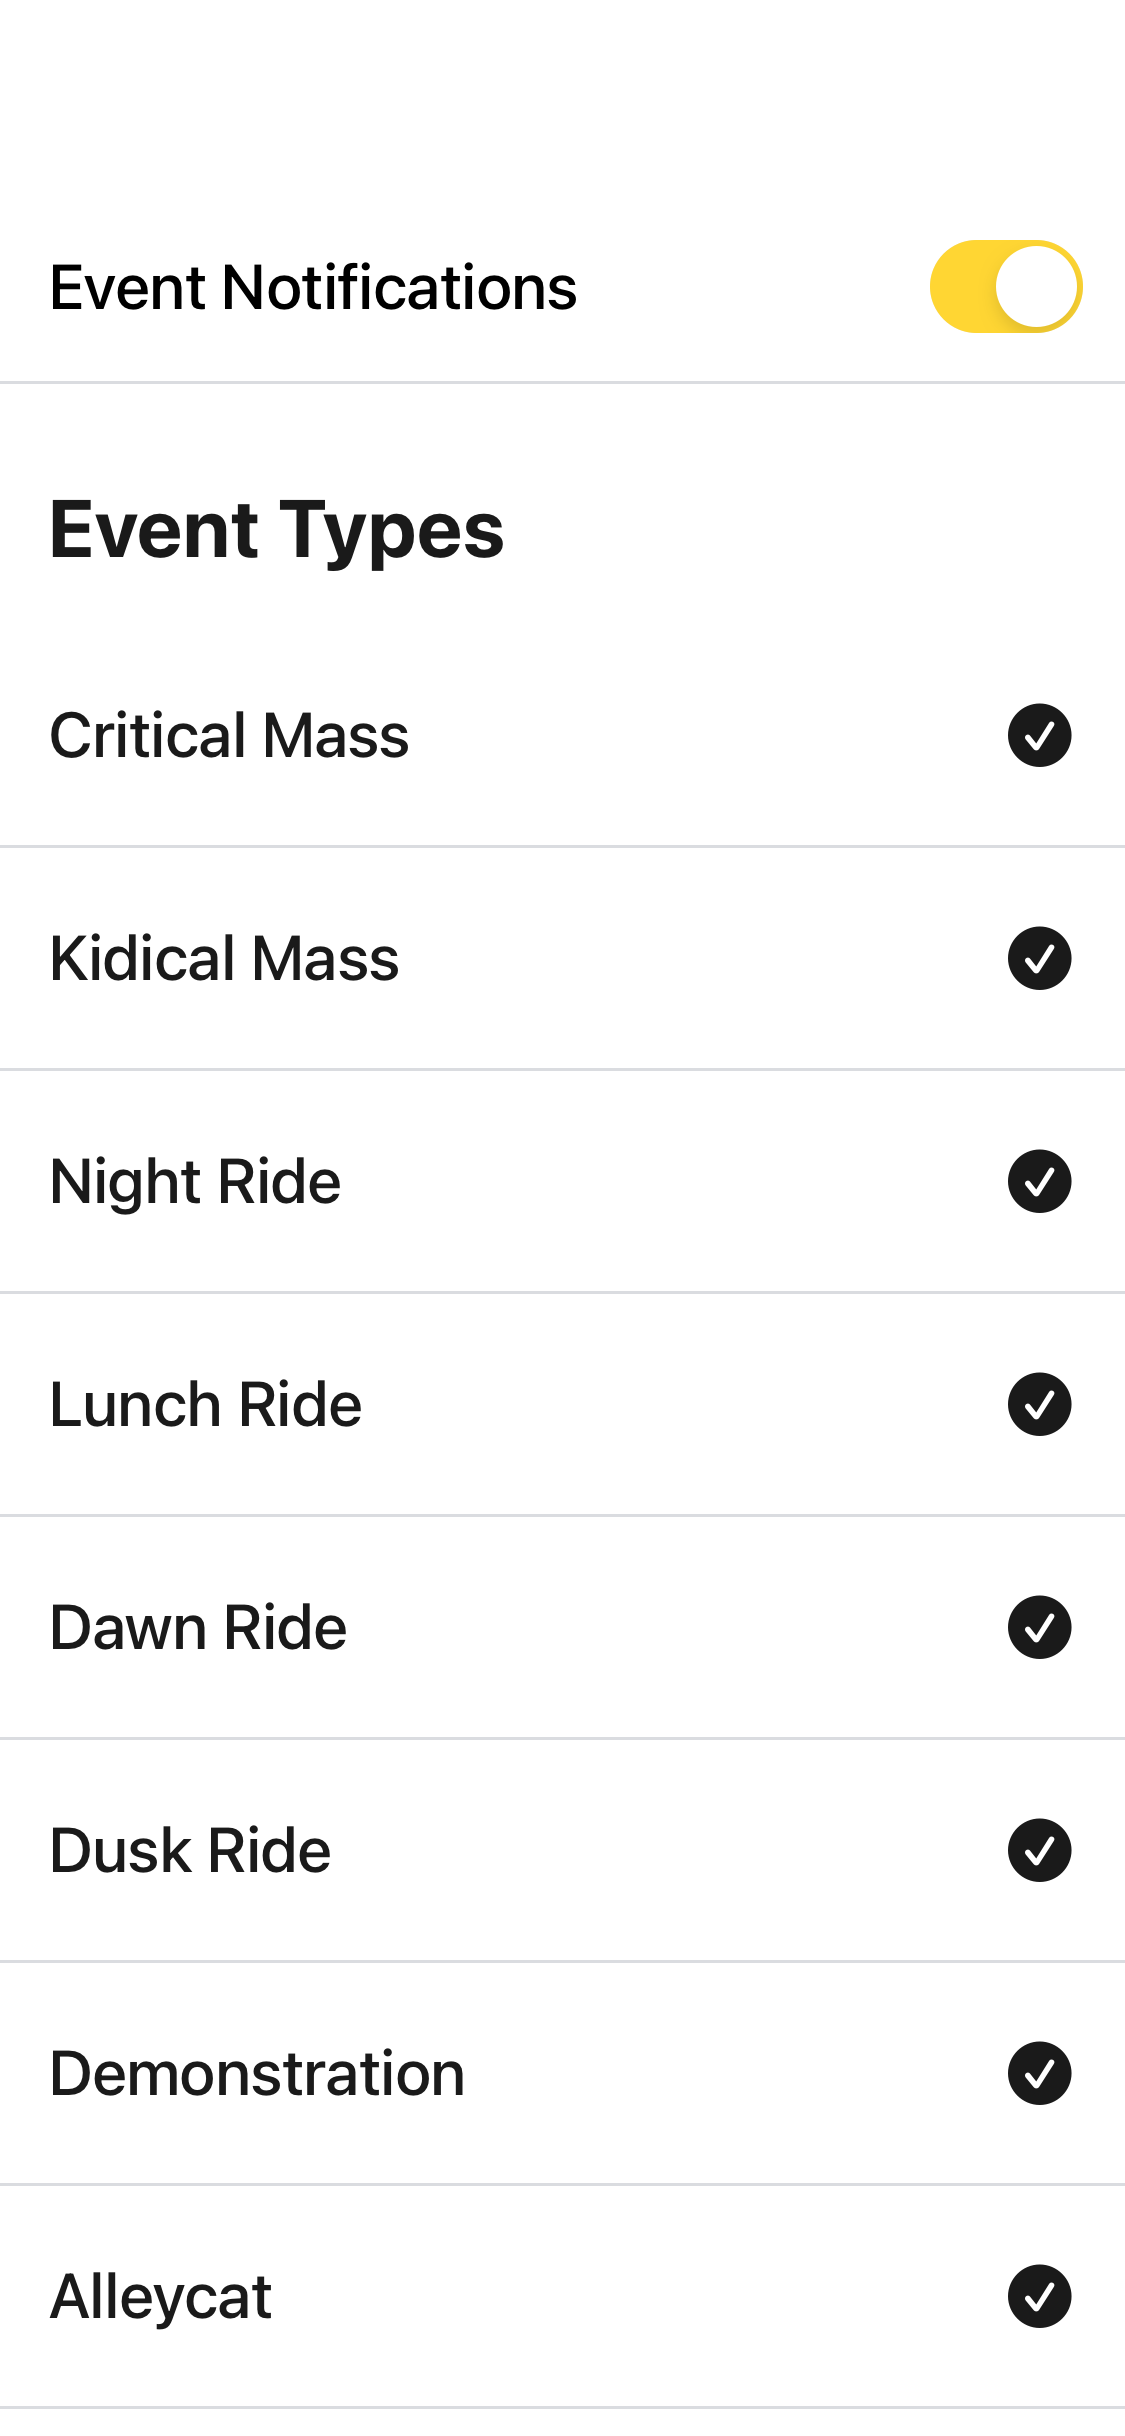 Event Notifications
Event Types
Critical Mass
Kidical Mass
Night Ride
Lunch Ride
Dawn Ride
Dusk Ride
Demonstration
Alleycat